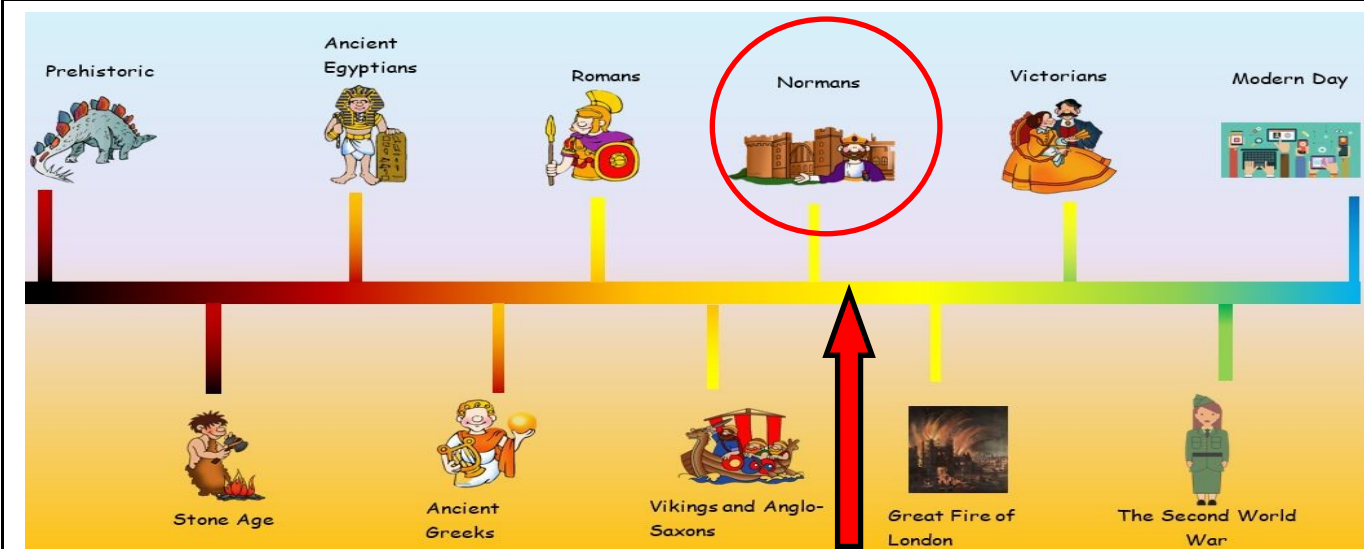 Prehistoric
Ancient
Egyptians
Romans
Normans
Victorians
Modern Day
Stone Age
Ancient
Greeks
Vikings and Anglo-
Saxons
Great Fire of
London
The Second World
War